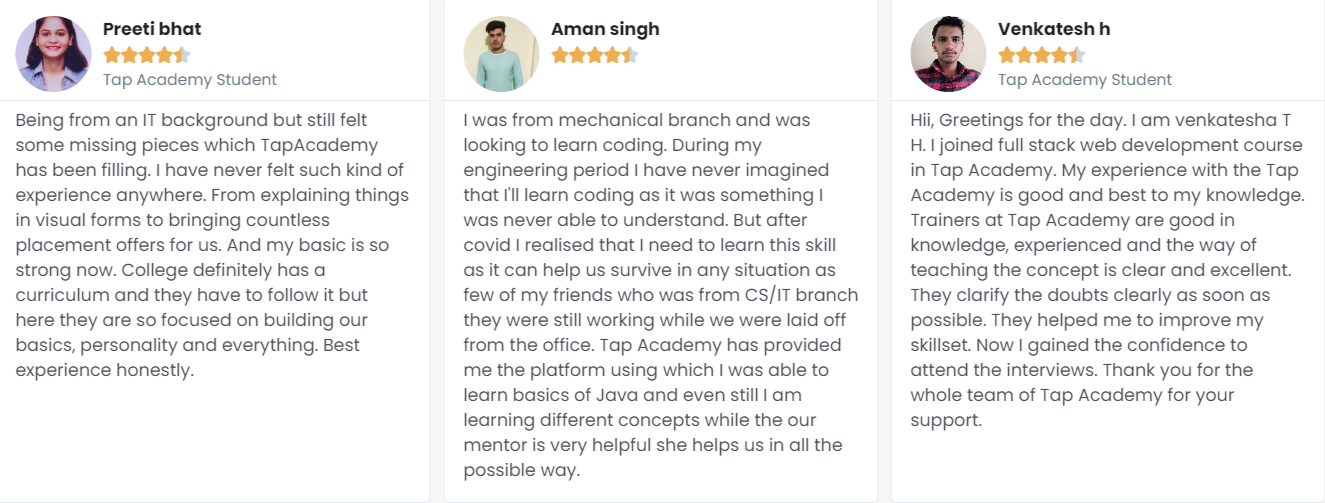 Preeti bhat
Tap Academy Student
Being from an IT background but still felt
some missing pieces which TapAcademy
has been filling. I have never felt such kind of
experience anywhere. From explaining things
in visual forms to bringing countless
placement offers for us. And my basic is so
strong now. College definitely has a
curriculum and they have to follow it but
here they are so focused on building our
basics, personality and everything. Best
experience honestly.
Aman singh
I was from mechanical branch and was
looking to learn coding. During my
engineering period I have never imagined
that I'll learn coding as it was something I
was never able to understand. But after
covid I realised that I need to learn this skill
as it can help us survive in any situation as
few of my friends who was from CS/IT branch
they were still working while we were laid off
from the office. Tap Academy has provided
me the platform using which I was able to
learn basics of Java and even still I am
learning different concepts while the our
mentor is very helpful she helps us in all the
possible way.
Venkatesh h
Tap Academy Student
Hii, Greetings for the day. I am venkatesha T
H. I joined full stack web development course
in Tap Academy. My experience with the Tap
Academy is good and best to my knowledge.
Trainers at Tap Academy are good in
knowledge, experienced and the way of
teaching the concept is clear and excellent.
They clarify the doubts clearly as soon as
possible. They helped me to improve my
skillset. Now I gained the confidence to
attend the interviews. Thank you for the
whole team of Tap Academy for your
support.